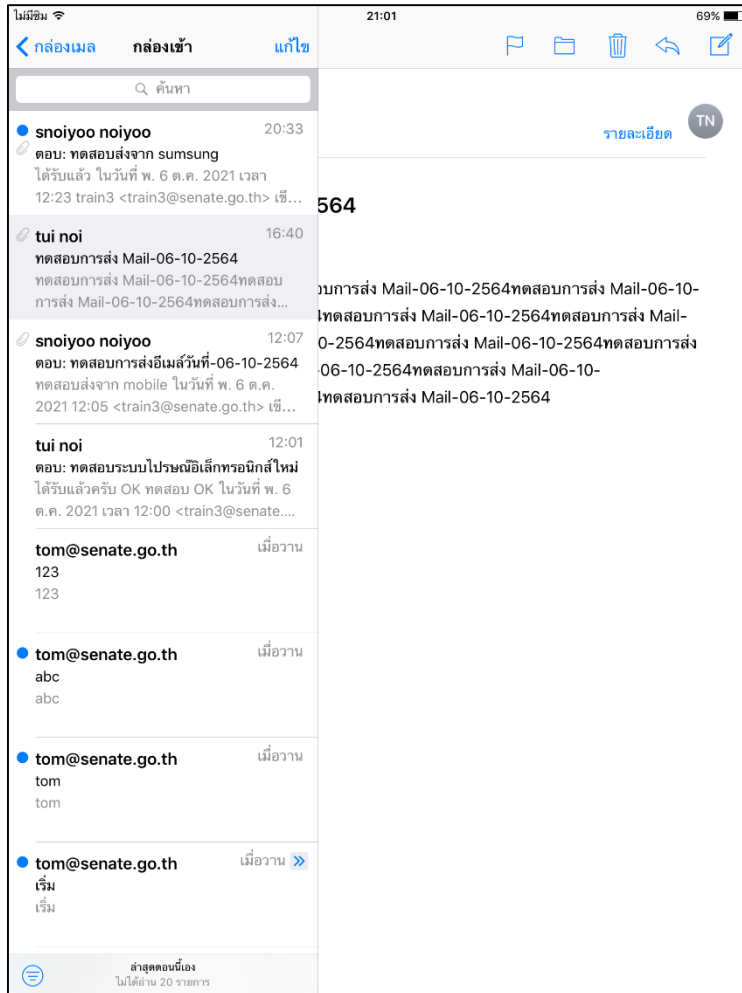 ไม่มีซิม
21:01
69%
กล่องเมล
กล่องเข้า
แก้ไข
ค้นหา
snoiyoo noiyoo 20:33
ตอบ: ทดสอบส่งจาก sumsung
ได้รับแล้ว ในวันที่ พ. 6 ต.ค. 2021 เวลา
12:23 train3 <train3@senate.go.th> เขี...
tui noi 16:40
ทดสอบการส่ง Mail-06-10-2564
ทดสอบการส่ง Mail-06-10-2564ทดสอบ
การส่ง Mail-06-10-2564ทดสอบการส่ง...
snoiyoo noiyoo 12:07
ตอบ: ทดสอบการส่งอีเมล์วันที่-06-10-2564
ทดสอบส่งจาก mobile ในวันที่ พ. 6 ต.ค.
2021 12:05 <train3@senate.go.th> เขี...
tui noi 12:01
ตอบ: ทดสอบระบบไปรษณีอิเล็กทรอนิกส์ใหม่
ได้รับแล้วครับ OK ทดสอบ OK ในวันที่ พ. 6
ต.ค. 2021 เวลา 12:00 <train3@senate....
tom@senate.go.th เมื่อวาน
123
123
tom@senate.go.th เมื่อวาน
abc
abc
tom@senate.go.th เมื่อวาน
tom
tom
tom@senate.go.th เมื่อวาน
เริ่ม
เริ่ม
ล่าสุดตอนนี้เอง
ไม่ได้อ่าน 20 รายการ
รายละเอียด
TN
564
บการส่ง Mail-06-10-2564ทดสอบการส่ง Mail-06-10-
ทดสอบการส่ง Mail-06-10-2564ทดสอบการส่ง Mail-
0-2564ทดสอบการส่ง Mail-06-10-2564ทดสอบการส่ง
-06-10-2564ทดสอบการส่ง Mail-06-10-
ทดสอบการส่ง Mail-06-10-2564